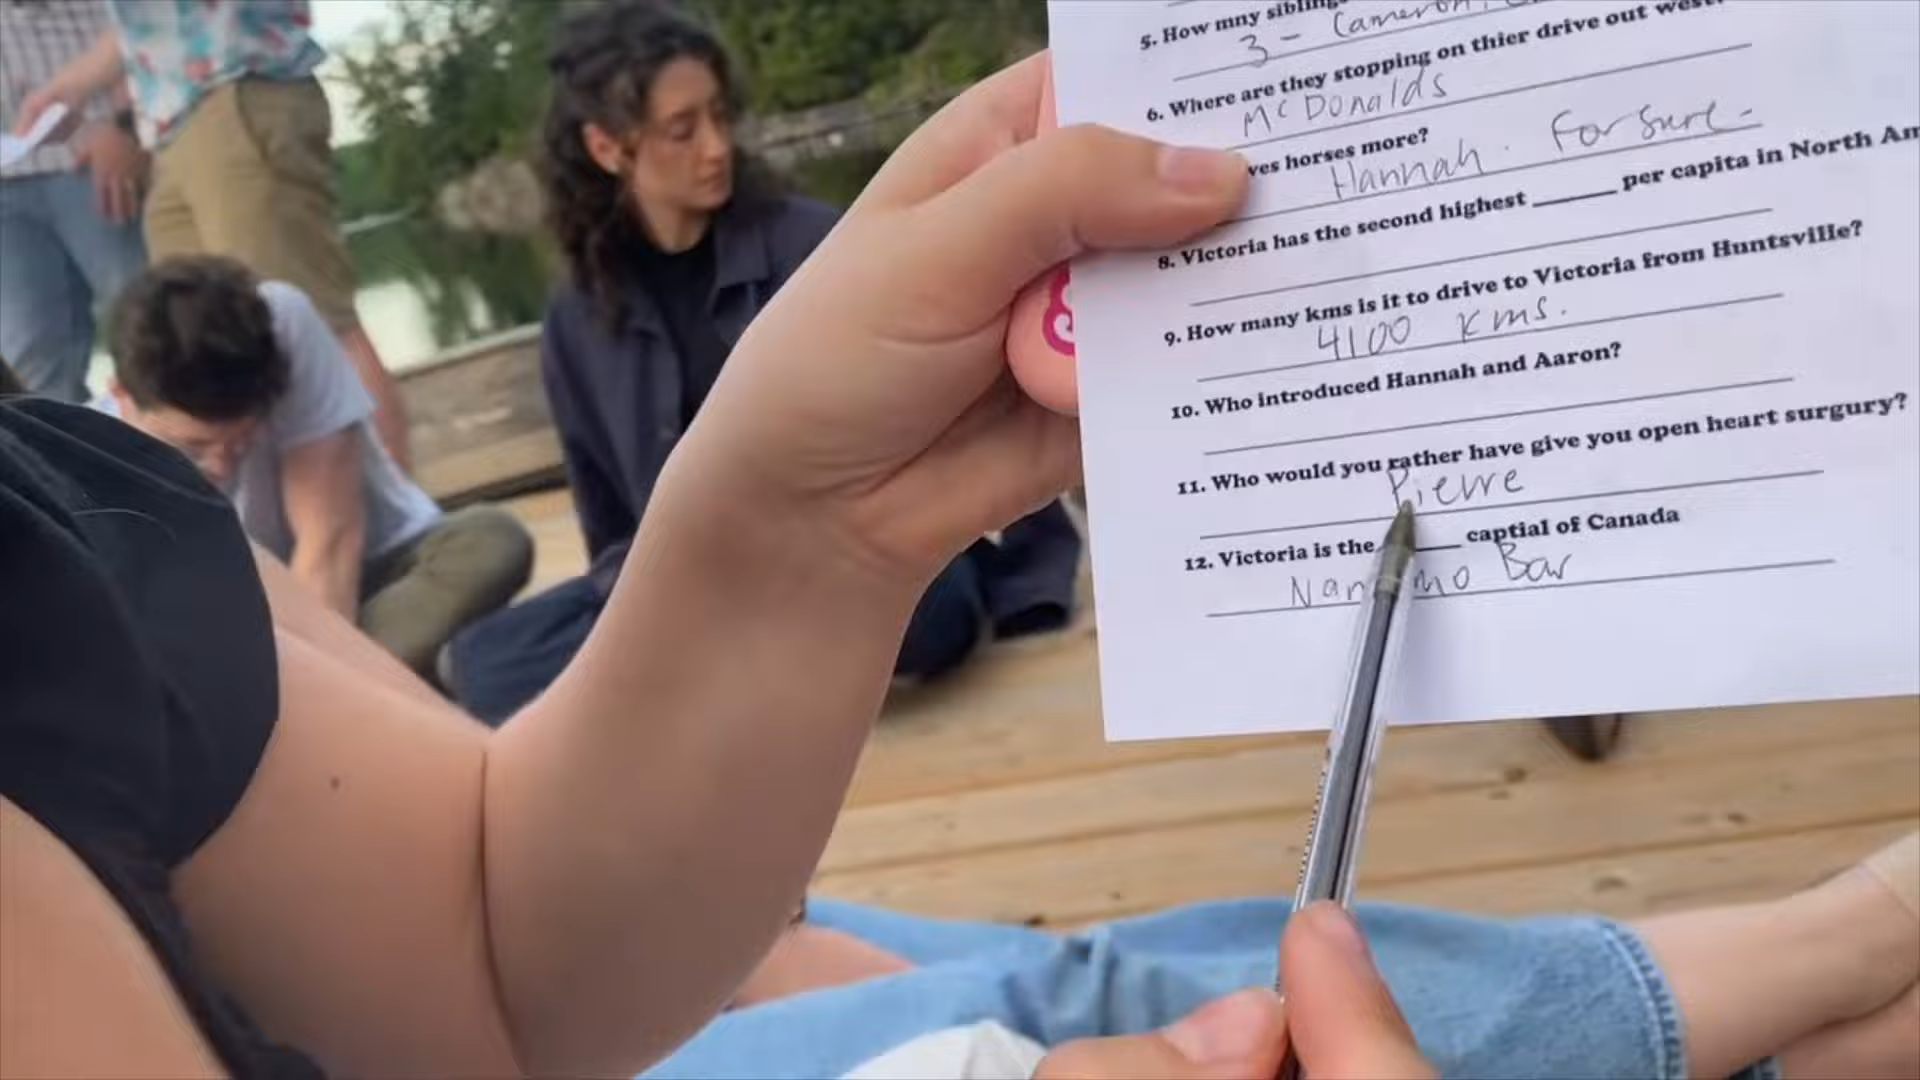 5. How mny sibling
3 - Cameron,
6. Where are they stopping on thier drive out west?
McDonalds
ves horses more?
Hannah. For sure -
8. Victoria has the second highest ______ per capita in North Am
9. How many kms is it to drive to Victoria from Huntsville?
4100 kms.
10. Who introduced Hannah and Aaron?
11. Who would you rather have give you open heart surgury?
Pierre
12. Victoria is the ______ captial of Canada
Nanaimo Bar